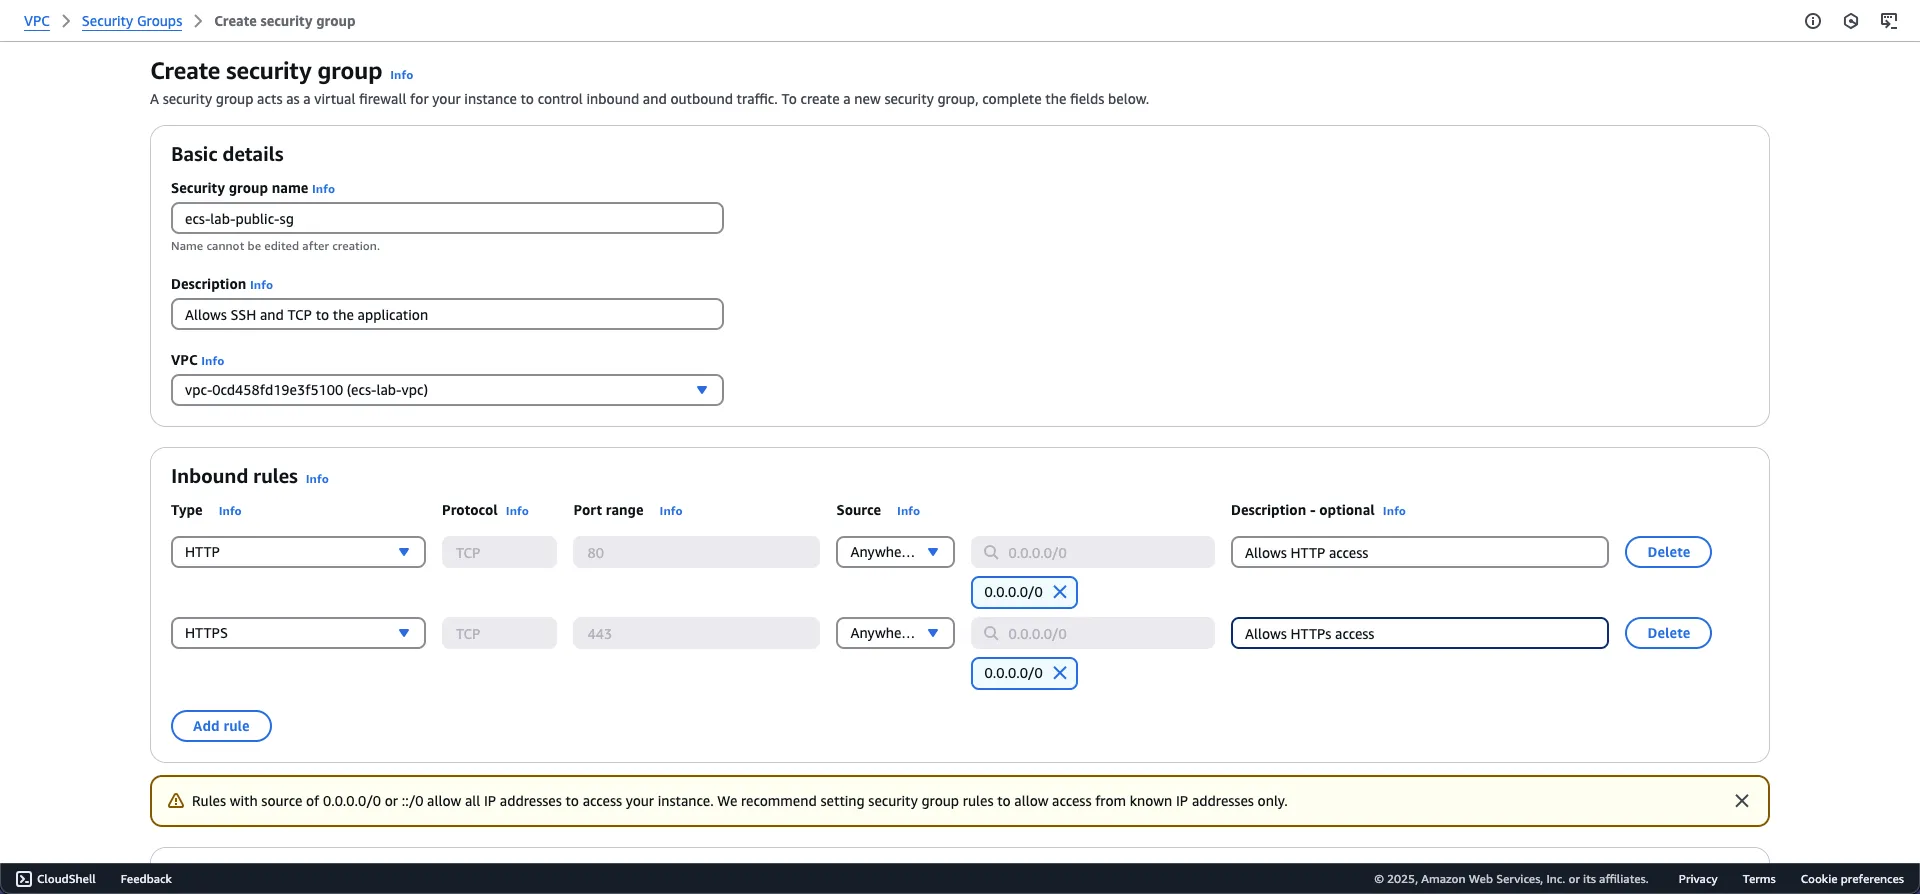 VPC > Security Groups > Create security group
Create security group Info
A security group acts as a virtual firewall for your instance to control inbound and outbound traffic. To create a new security group, complete the fields below.
Basic details
Security group name Info
ecs-lab-public-sg
Name cannot be edited after creation.
Description Info
Allows SSH and TCP to the application
VPC Info
vpc-0cd458fd19e3f5100 (ecs-lab-vpc)
Inbound rules Info
Type Info Protocol Info Port range Info Source Info Description - optional Info
HTTP TCP 80 Anywhe... 0.0.0.0/0 Allows HTTP access Delete
0.0.0.0/0
HTTPS TCP 443 Anywhe... 0.0.0.0/0 Allows HTTPs access Delete
0.0.0.0/0
Add rule
Rules with source of 0.0.0.0/0 or ::/0 allow all IP addresses to access your instance. We recommend setting security group rules to allow access from known IP addresses only.
CloudShell Feedback © 2025, Amazon Web Services, Inc. or its affiliates. Privacy Terms Cookie preferences